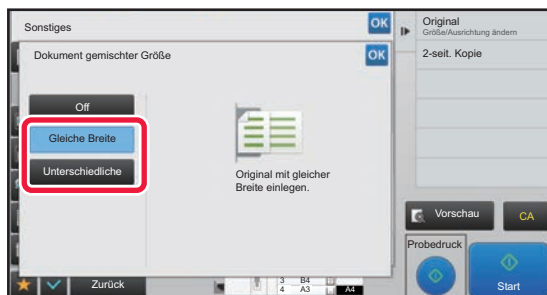 Sonstiges
OK
Dokument gemischter Größe
OK
Off
Gleiche Breite
Unterschiedliche
Original mit gleicher
Breite einlegen.
Original
Größe/Ausrichtung ändern
2-seit. Kopie
Vorschau
CA
Probedruck
Start
Zurück
3 B4
4 A3
A4